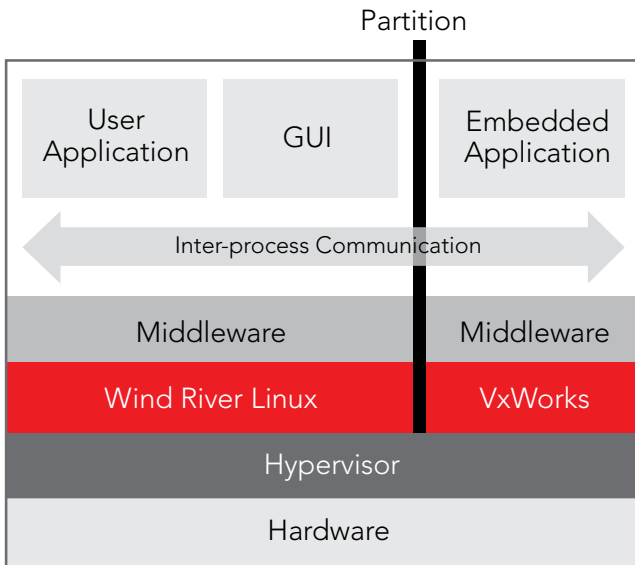 Partition
User
Application
GUI
Embedded
Application
Inter-process Communication
Middleware
Middleware
Wind River Linux
VxWorks
Hypervisor
Hardware